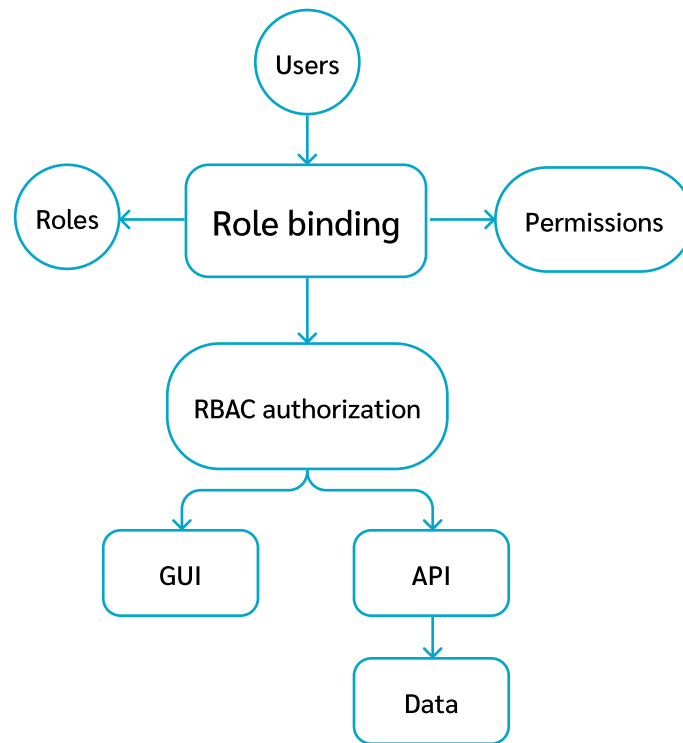 Users
Roles
Role binding
Permissions
RBAC authorization
GUI
API
Data